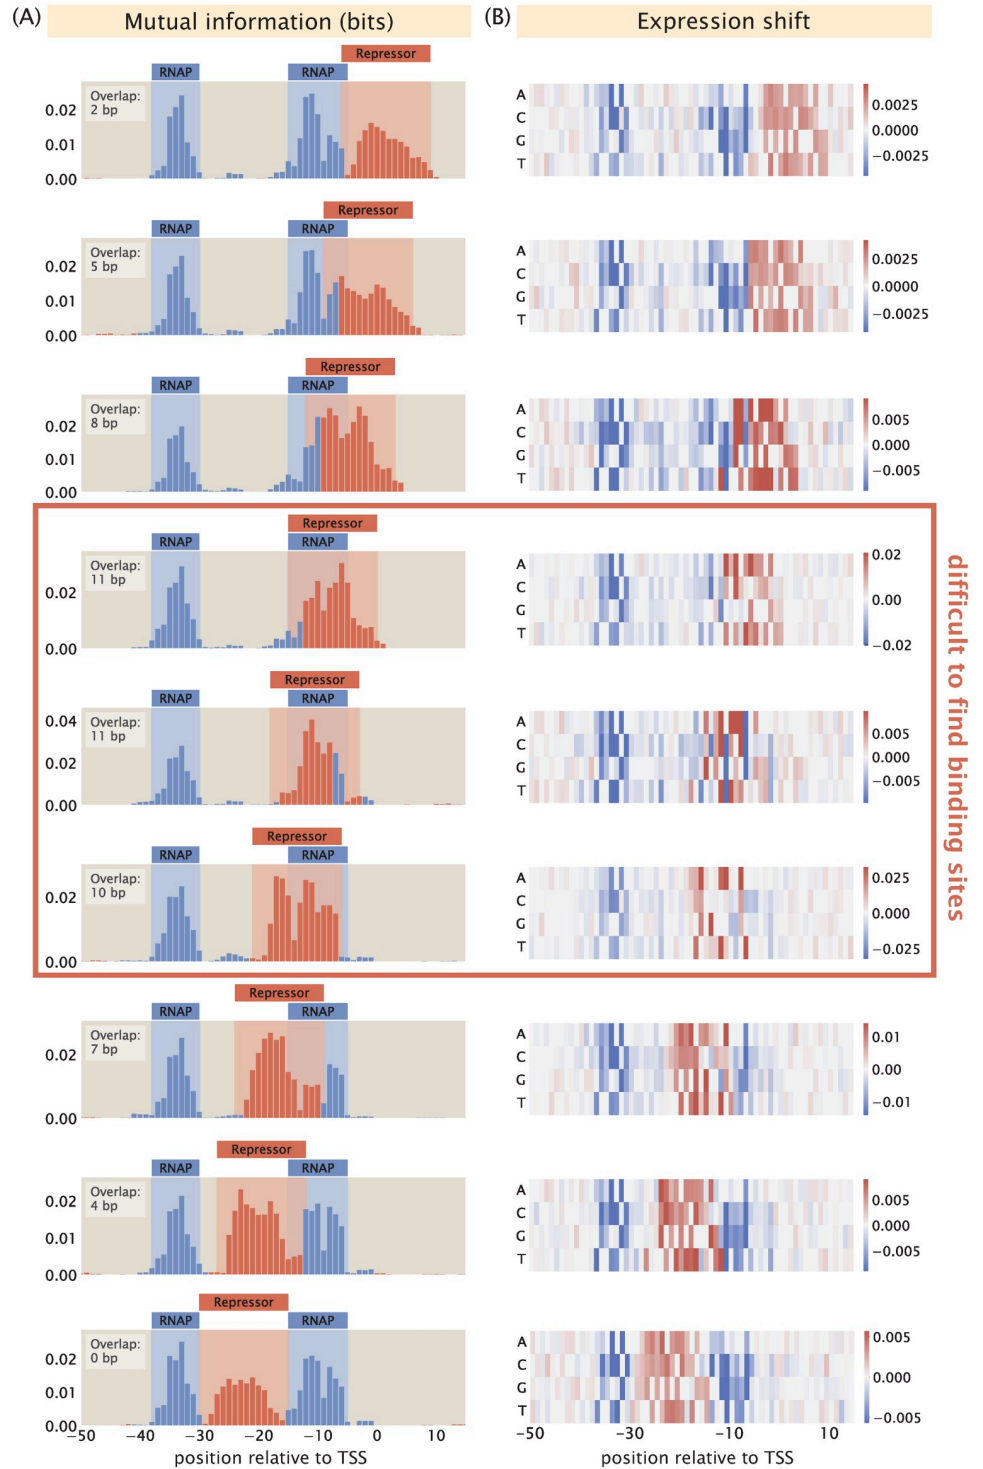 (A) Mutual information (bits) (B) Expression shift
Repressor
RNAP RNAP
Overlap:
2 bp
0.02
0.01
0.00
A
C
G
T
0.0025
0.0000
−0.0025
Repressor
RNAP RNAP
Overlap:
5 bp
0.02
0.01
0.00
A
C
G
T
0.0025
0.0000
−0.0025
Repressor
RNAP RNAP
Overlap:
8 bp
0.02
0.01
0.00
A
C
G
T
0.005
0.000
−0.005
Repressor
RNAP RNAP
Overlap:
11 bp
0.02
0.00
A
C
G
T
0.02
0.00
−0.02
Repressor
RNAP RNAP
Overlap:
11 bp
0.04
0.02
0.00
A
C
G
T
0.005
0.000
−0.005
Repressor
RNAP RNAP
Overlap:
10 bp
0.02
0.00
A
C
G
T
0.025
0.000
−0.025
difficult to find binding sites
Repressor
RNAP RNAP
Overlap:
7 bp
0.02
0.00
A
C
G
T
0.01
0.00
−0.01
Repressor
RNAP RNAP
Overlap:
4 bp
0.02
0.01
0.00
A
C
G
T
0.005
0.000
−0.005
Repressor
RNAP RNAP
Overlap:
0 bp
0.02
0.01
0.00
A
C
G
T
0.005
0.000
−0.005
−50 −40 −30 −20 −10 0 10
position relative to TSS
-50 -30 -10 10
position relative to TSS